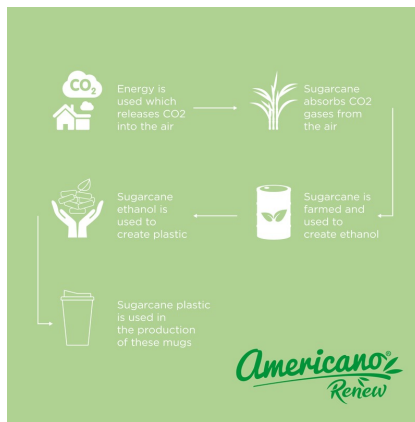 CO2
Energy is
used which
releases CO2
into the air
Sugarcane
absorbs CO2
gases from
the air
Sugarcane is
farmed and
used to
create ethanol
Sugarcane
ethanol is
used to
create plastic
Sugarcane plastic
is used in
the production
of these mugs
Americano®
Renew